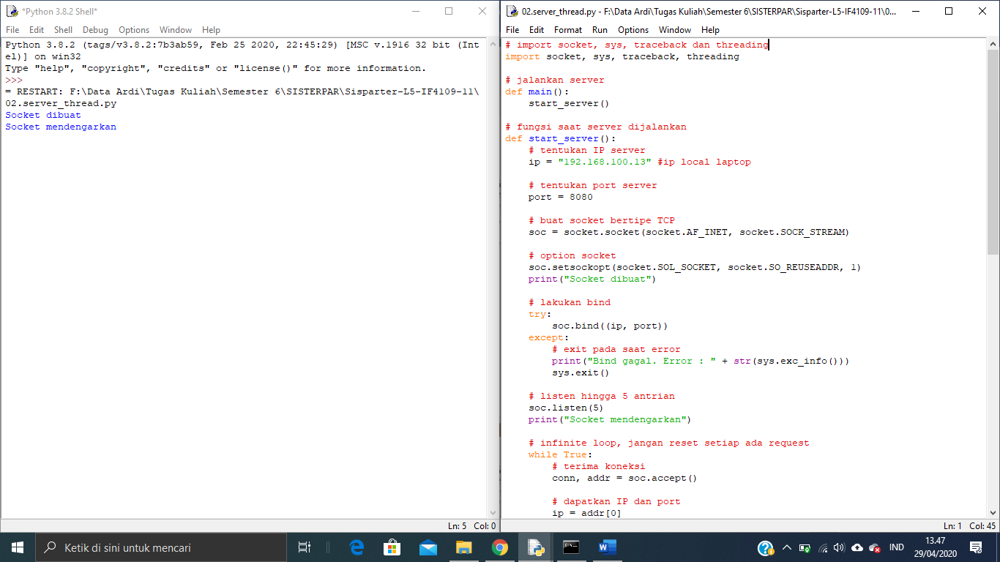 *Python 3.8.2 Shell*
File Edit Shell Debug Options Window Help
Python 3.8.2 (tags/v3.8.2:7b3ab59, Feb 25 2020, 22:45:29) [MSC v.1916 32 bit (Int
el)] on win32
Type "help", "copyright", "credits" or "license()" for more information.
>>>
= RESTART: F:\Data Ardi\Tugas Kuliah\Semester 6\SISTERPAR\Sisparter-L5-IF4109-11\
02.server_thread.py
Socket dibuat
Socket mendengarkan
Ln: 5 Col: 0
02.server_thread.py - F:\Data Ardi\Tugas Kuliah\Semester 6\SISTERPAR\Sisparter-L5-IF4109-11\0...
File Edit Format Run Options Window Help
# import socket, sys, traceback dan threading
import socket, sys, traceback, threading
# jalankan server
def main():
    start_server()
# fungsi saat server dijalankan
def start_server():
    # tentukan IP server
    ip = "192.168.100.13" #ip local laptop
    # tentukan port server
    port = 8080
    # buat socket bertipe TCP
    soc = socket.socket(socket.AF_INET, socket.SOCK_STREAM)
    # option socket
    soc.setsockopt(socket.SOL_SOCKET, socket.SO_REUSEADDR, 1)
    print("Socket dibuat")
    # lakukan bind
    try:
        soc.bind((ip, port))
    except:
        # exit pada saat error
        print("Bind gagal. Error : " + str(sys.exc_info()))
        sys.exit()
    # listen hingga 5 antrian
    soc.listen(5)
    print("Socket mendengarkan")
    # infinite loop, jangan reset setiap ada request
    while True:
        # terima koneksi
        conn, addr = soc.accept()
        # dapatkan IP dan port
        ip = addr[0]
Ln: 1 Col: 45
Ketik di sini untuk mencari
IND
13.47
29/04/2020